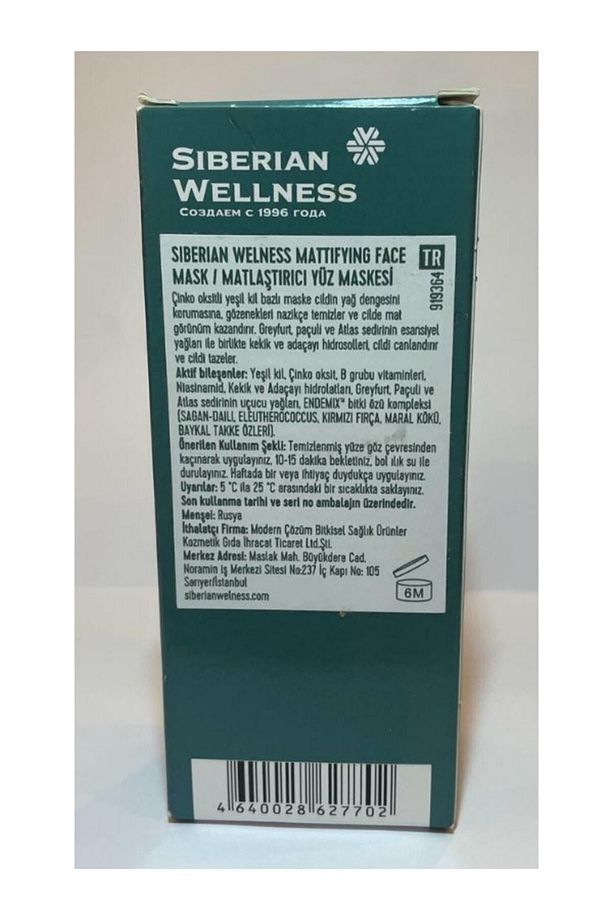 SIBERIAN
WELLNESS
СОЗДАЕМ С 1996 ГОДА
SIBERIAN WELNESS MATTIFYING FACE
MASK / MATLAŞTIRICI YÜZ MASKESİ
TR
919364
Çinko oksitli yeşil kil bazlı maske cildin yağ dengesini
korumasına, gözenekleri nazikçe temizler ve cilde mat
görünüm kazandırır. Greyfurt, paçuli ve Atlas sedirinin esansiyel
yağları ile birlikte kekik ve adaçayı hidrosolleri, cildi canlandırır
ve cildi tazeler.
Aktif bileşenler: Yeşil kil, Çinko oksit, B grubu vitaminleri,
Niasinamid, Kekik ve Adaçayı hidrolatları, Greyfurt, Paçuli ve
Atlas sedirinin uçucu yağları, ENDEMIX™ bitki özü kompleksi
(SAGAN-DAILI, ELEUTHEROCOCCUS, KIRMIZI FIRÇA, MARAL KÖKÜ,
BAYKAL TAKKE ÖZLERİ).
Önerilen Kullanım Şekli: Temizlenmiş yüze göz çevresinden
kaçınarak uygulayınız, 10-15 dakika bekletiniz, bol ılık su ile
durulayınız. Haftada bir veya ihtiyaç duydukça uygulayınız.
Uyarılar: 5 °C ila 25 °C arasındaki bir sıcaklıkta saklayınız.
Son kullanma tarihi ve seri no ambalajın üzerindedir.
Menşei: Rusya
İthalatçı Firma: Modern Çözüm Bitkisel Sağlık Ürünler
Kozmetik Gıda İhracat Ticaret Ltd.Şti.
Merkez Adresi: Maslak Mah. Büyükdere Cad.
Noramin iş Merkezi Sitesi No:237 İç Kapı No: 105
Sarıyer/İstanbul
siberianwelness.com
6M
4 640028 627702